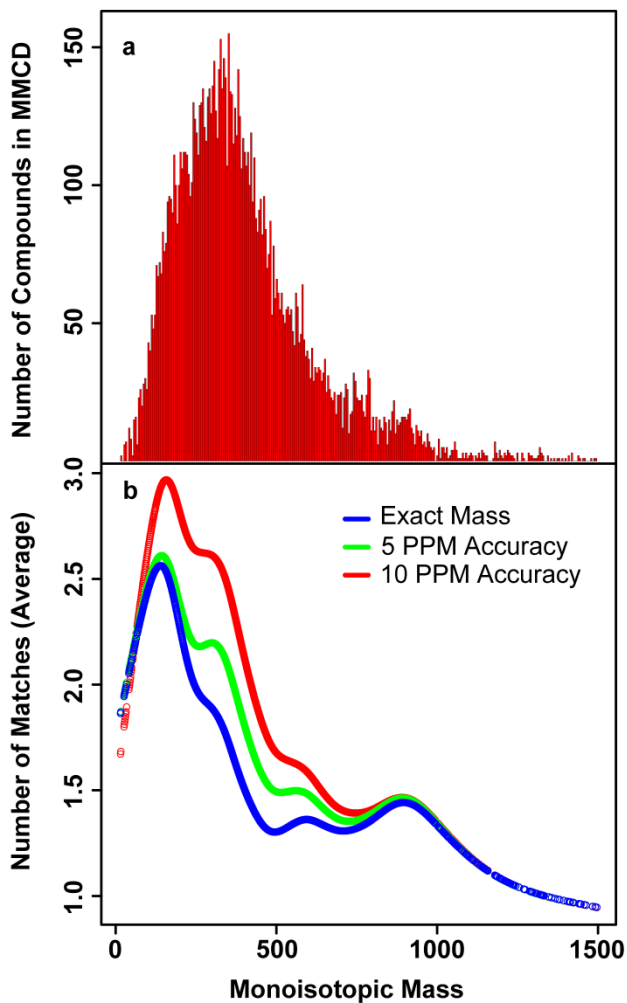 a
150
100
50
0
Number of Compounds in MMCD
b
3.0
2.5
2.0
1.5
1.0
Number of Matches (Average)
Exact Mass
5 PPM Accuracy
10 PPM Accuracy
0 500 1000 1500
Monoisotopic Mass